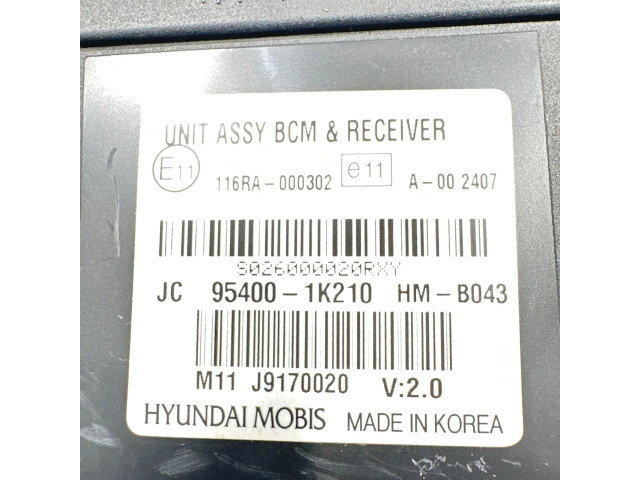 UNIT ASSY BCM & RECEIVER
E11 116RA-000302 e11 A-00 2407
S026000020RXY
JC 95400-1K210 HM-B043
M11 J9170020 V:2.0
HYUNDAI MOBIS MADE IN KOREA